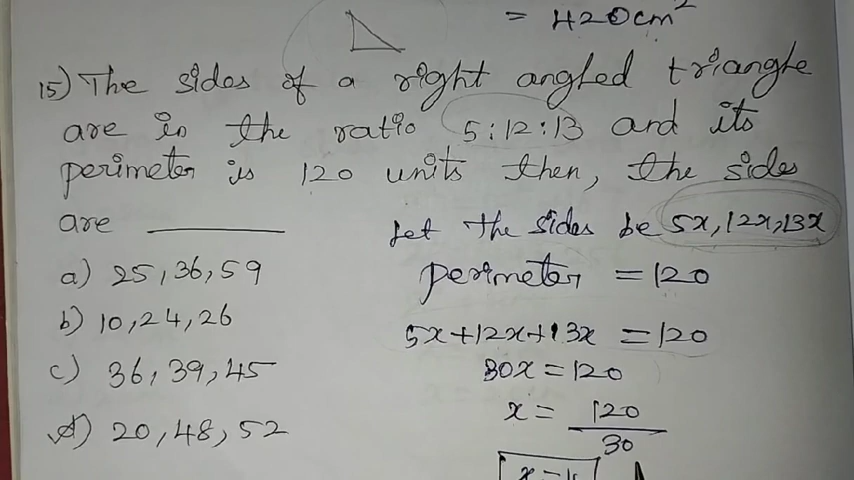 = 420cm²
15) The sides of a right angled triangle
are in the ratio 5:12:13 and its
perimeter is 120 units then, the sides
are ________
a) 25,36,59
b) 10,24,26
c) 36,39,45
d) 20,48,52
Let the sides be 5x,12x,13x
perimeter = 120
5x+12x+13x = 120
30x = 120
x = 120
30
x = 4